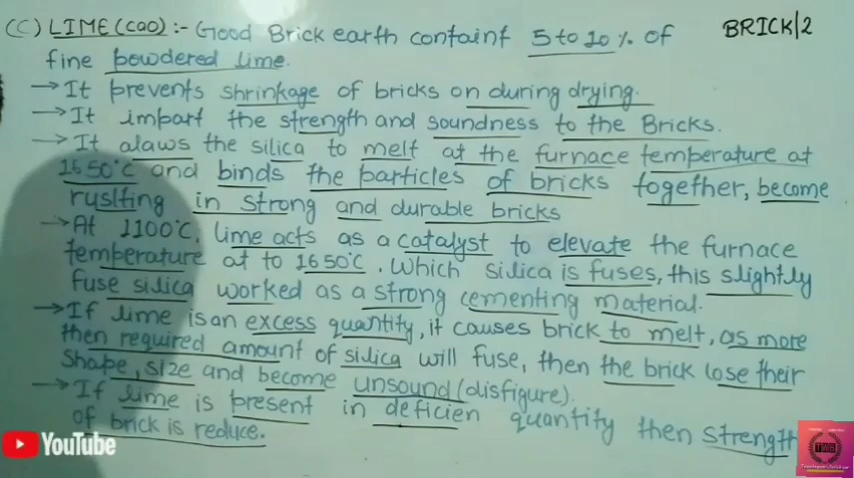 (C) LIME (CaO) :- Good Brick earth containf 5 to 10 % of
BRICK|2
fine powdered lime.
→ It prevents shrinkage of bricks on during drying.
→ It impart the strength and soundness to the Bricks.
→ It alaws the silica to melt at the furnace temperature at
1650°C and binds the particles of bricks together, become
ruslting in strong and durable bricks
→ At 1100°C, lime acts as a catalyst to elevate the furnace
temperature at to 1650°C. Which silica is fuses, this slightly
fuse silica worked as a strong cementing material.
→ If lime is an excess quantity, it causes brick to melt, as more
then required amount of silica will fuse, then the brick lose their
shape, size and become unsound (disfigure).
→ If lime is present in deficien quantity then strength
of brick is reduce.
YouTube